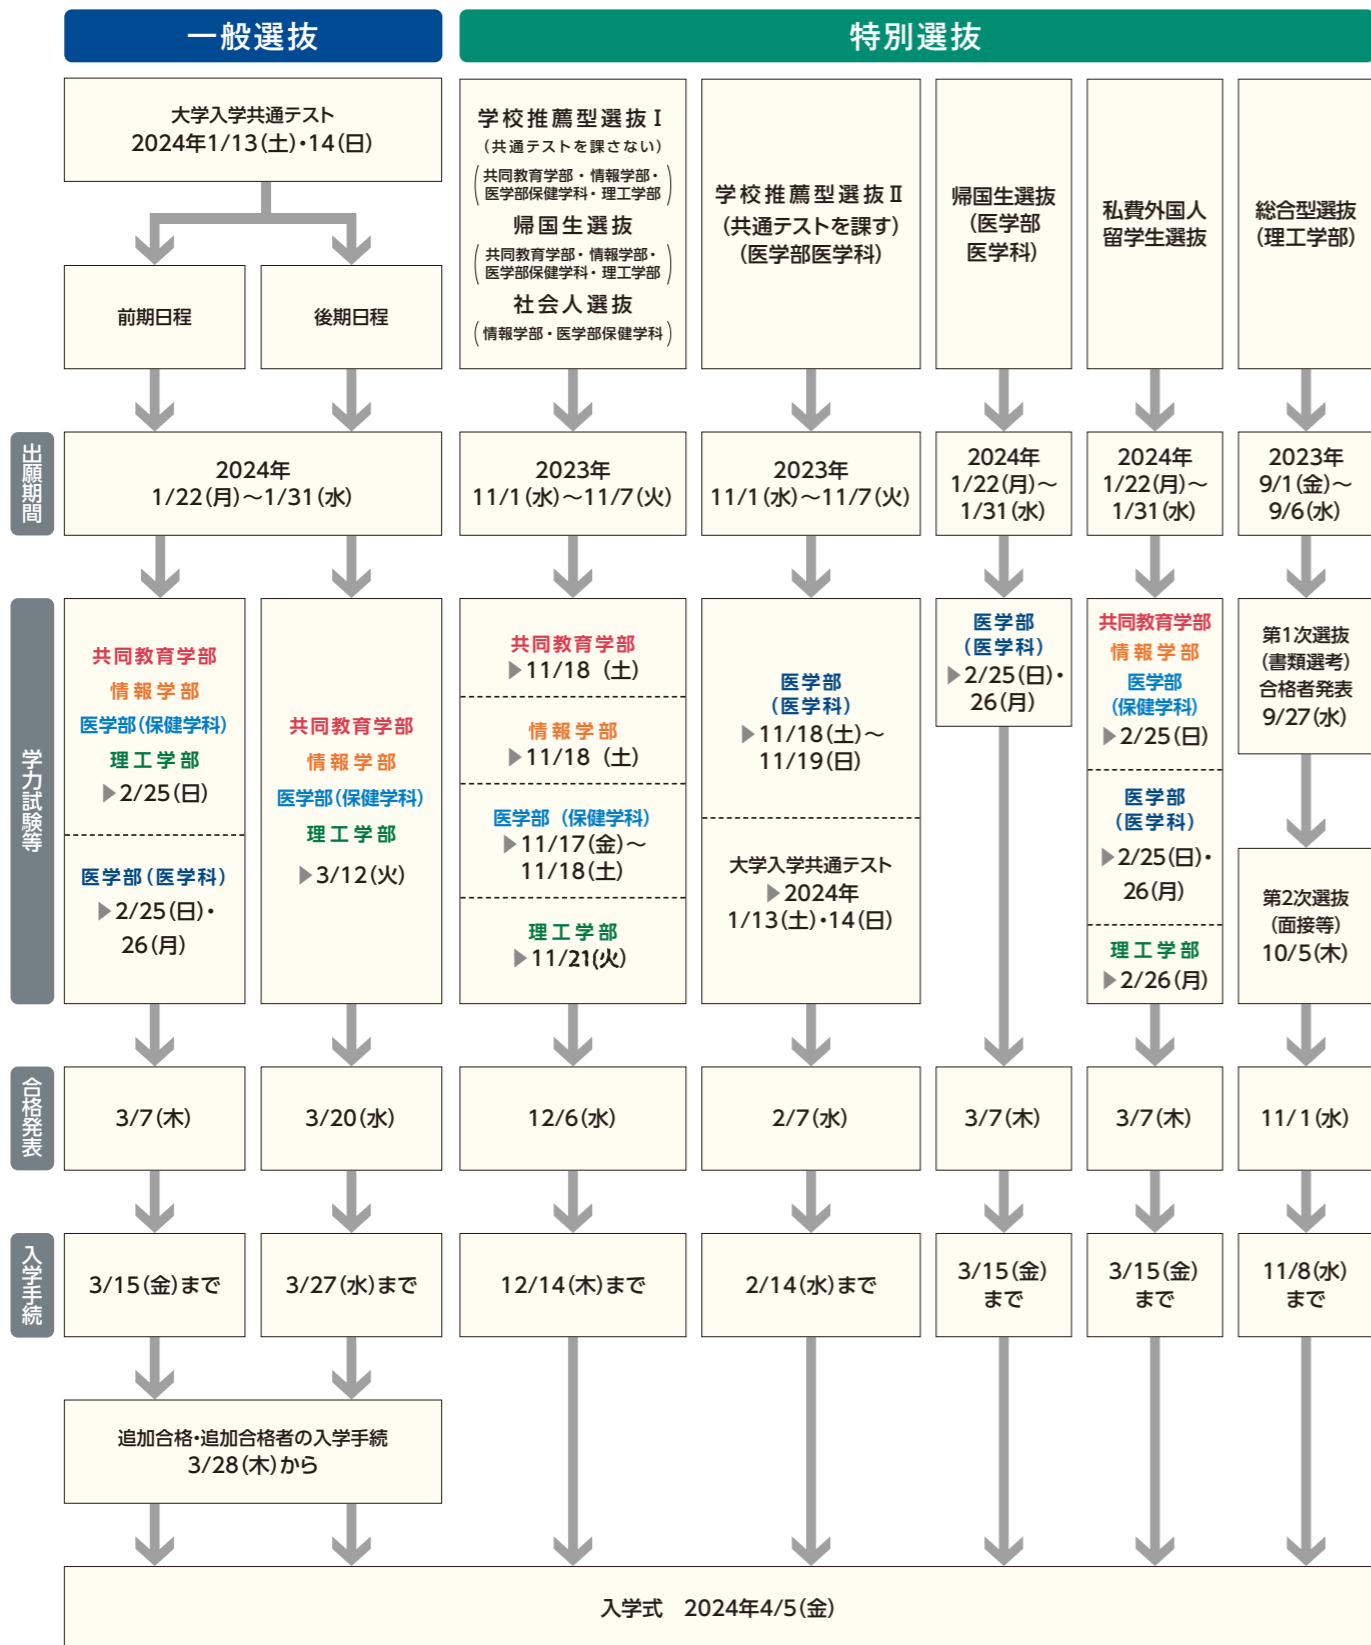 一般選抜
特別選抜
大学入学共通テスト
2024年1/13(土)・14(日)
前期日程
後期日程
学校推薦型選抜Ⅰ
(共通テストを課さない)
(共同教育学部・情報学部・
医学部保健学科・理工学部)
帰国生選抜
(共同教育学部・情報学部・
医学部保健学科・理工学部)
社会人選抜
(情報学部・医学部保健学科)
学校推薦型選抜Ⅱ
(共通テストを課す)
(医学部医学科)
帰国生選抜
(医学部
医学科)
私費外国人
留学生選抜
総合型選抜
(理工学部)
出願期間
2024年
1/22(月)～1/31(水)
2023年
11/1(水)～11/7(火)
2023年
11/1(水)～11/7(火)
2024年
1/22(月)～
1/31(水)
2024年
1/22(月)～
1/31(水)
2023年
9/1(金)～
9/6(水)
学力試験等
共同教育学部
情報学部
医学部(保健学科)
理工学部
▶2/25(日)
医学部(医学科)
▶2/25(日)・
26(月)
共同教育学部
情報学部
医学部(保健学科)
理工学部
▶3/12(火)
共同教育学部
▶11/18(土)
情報学部
▶11/18(土)
医学部(保健学科)
▶11/17(金)～
11/18(土)
理工学部
▶11/21(火)
医学部
(医学科)
▶11/18(土)～
11/19(日)
大学入学共通テスト
▶2024年
1/13(土)・14(日)
医学部
(医学科)
▶2/25(日)・
26(月)
共同教育学部
情報学部
医学部
(保健学科)
▶2/25(日)
医学部
(医学科)
▶2/25(日)・
26(月)
理工学部
▶2/26(月)
第1次選抜
(書類選考)
合格者発表
9/27(水)
第2次選抜
(面接等)
10/5(木)
合格発表
3/7(木)
3/20(水)
12/6(水)
2/7(水)
3/7(木)
3/7(木)
11/1(水)
入学手続
3/15(金)まで
3/27(水)まで
12/14(木)まで
2/14(水)まで
3/15(金)
まで
3/15(金)
まで
11/8(水)
まで
追加合格・追加合格者の入学手続
3/28(木)から
入学式 2024年4/5(金)